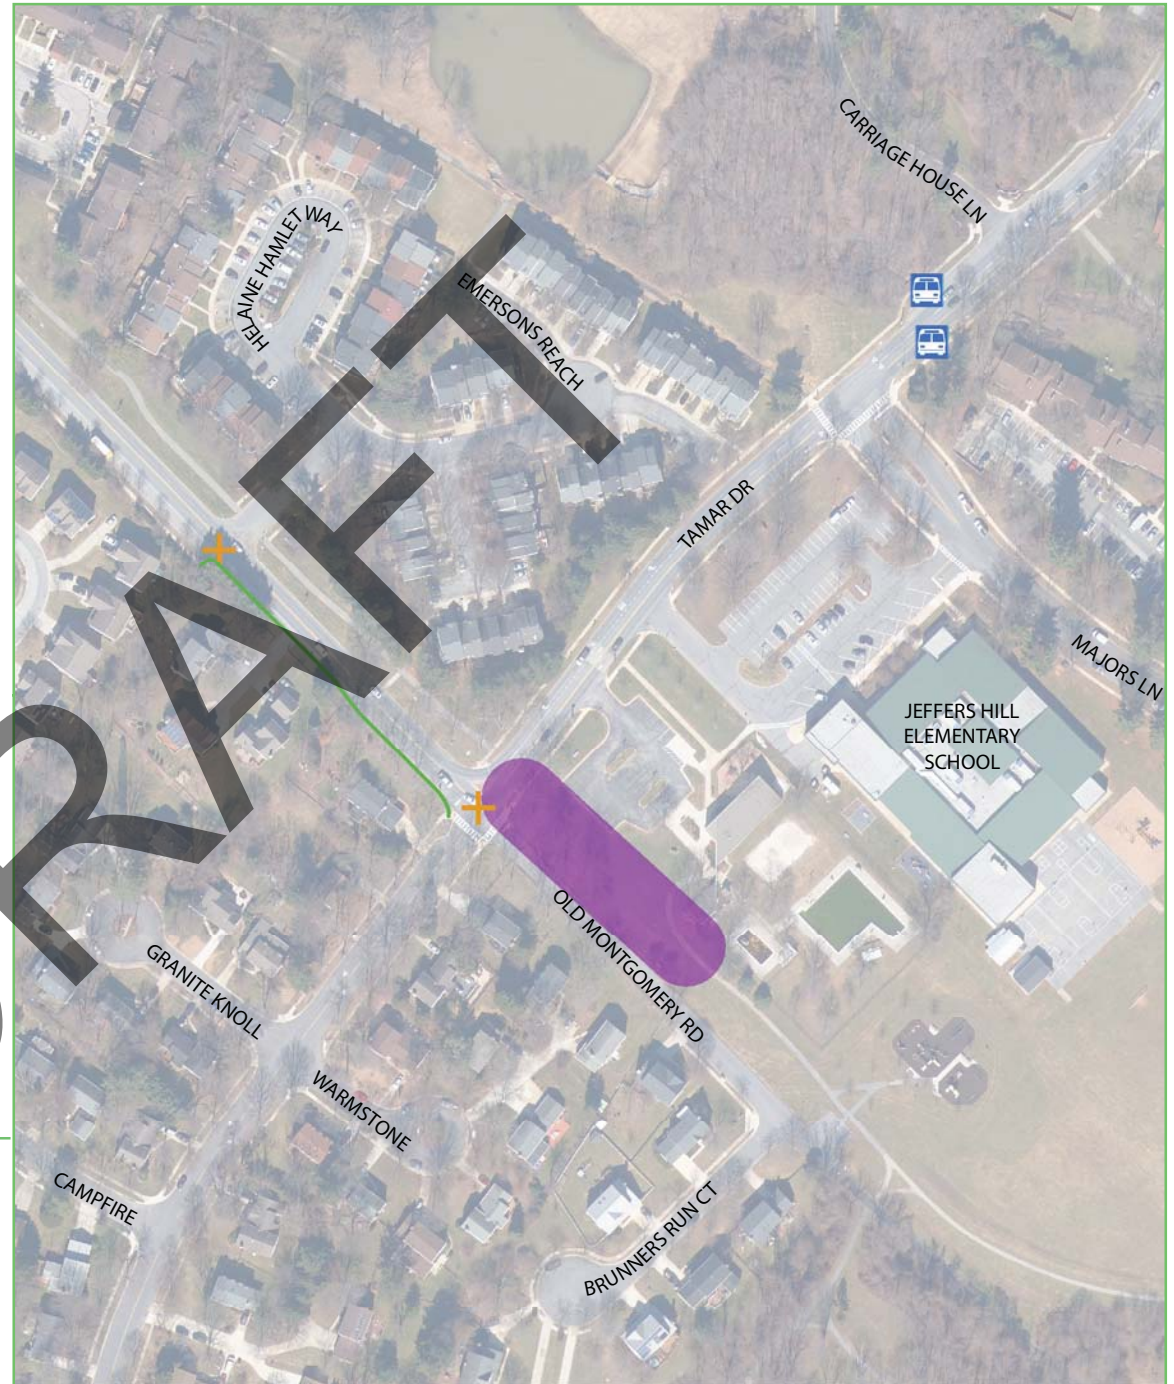 CARRIAGE HOUSE LN
HELAINE HAMLET WAY
EMERSONS REACH
TAMAR DR
MAJORS LN
JEFFERS HILL
ELEMENTARY
SCHOOL
OLD MONTGOMERY RD
GRANITE KNOLL
WARMSTONE
CAMPFIRE
BRUNNERS RUN CT
DRAFT